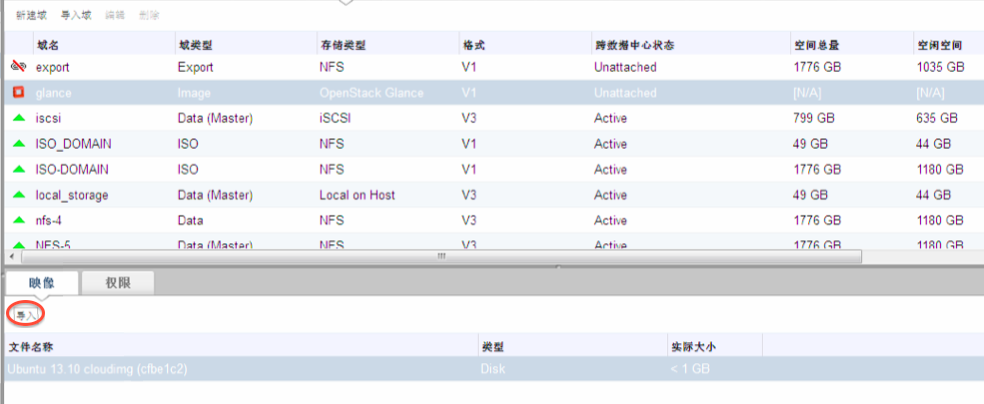 新建域 导入域 编辑 删除
域名 域类型 存储类型 格式 跨数据中心状态 空间总量 空闲空间
export Export NFS V1 Unattached 1776 GB 1035 GB
glance Image OpenStack Glance V1 Unattached [N/A] [N/A]
iscsi Data (Master) iSCSI V3 Active 799 GB 635 GB
ISO_DOMAIN ISO NFS V1 Active 49 GB 44 GB
ISO-DOMAIN ISO NFS V1 Active 1776 GB 1180 GB
local_storage Data (Master) Local on Host V3 Active 49 GB 44 GB
nfs-4 Data NFS V3 Active 1776 GB 1180 GB
NFS-5 Data (Master) NFS V3 Active 1776 GB 1180 GB
映像 权限
导入
文件名称 类型 实际大小
Ubuntu 13.10 cloudimg (cfbe1c2) Disk < 1 GB